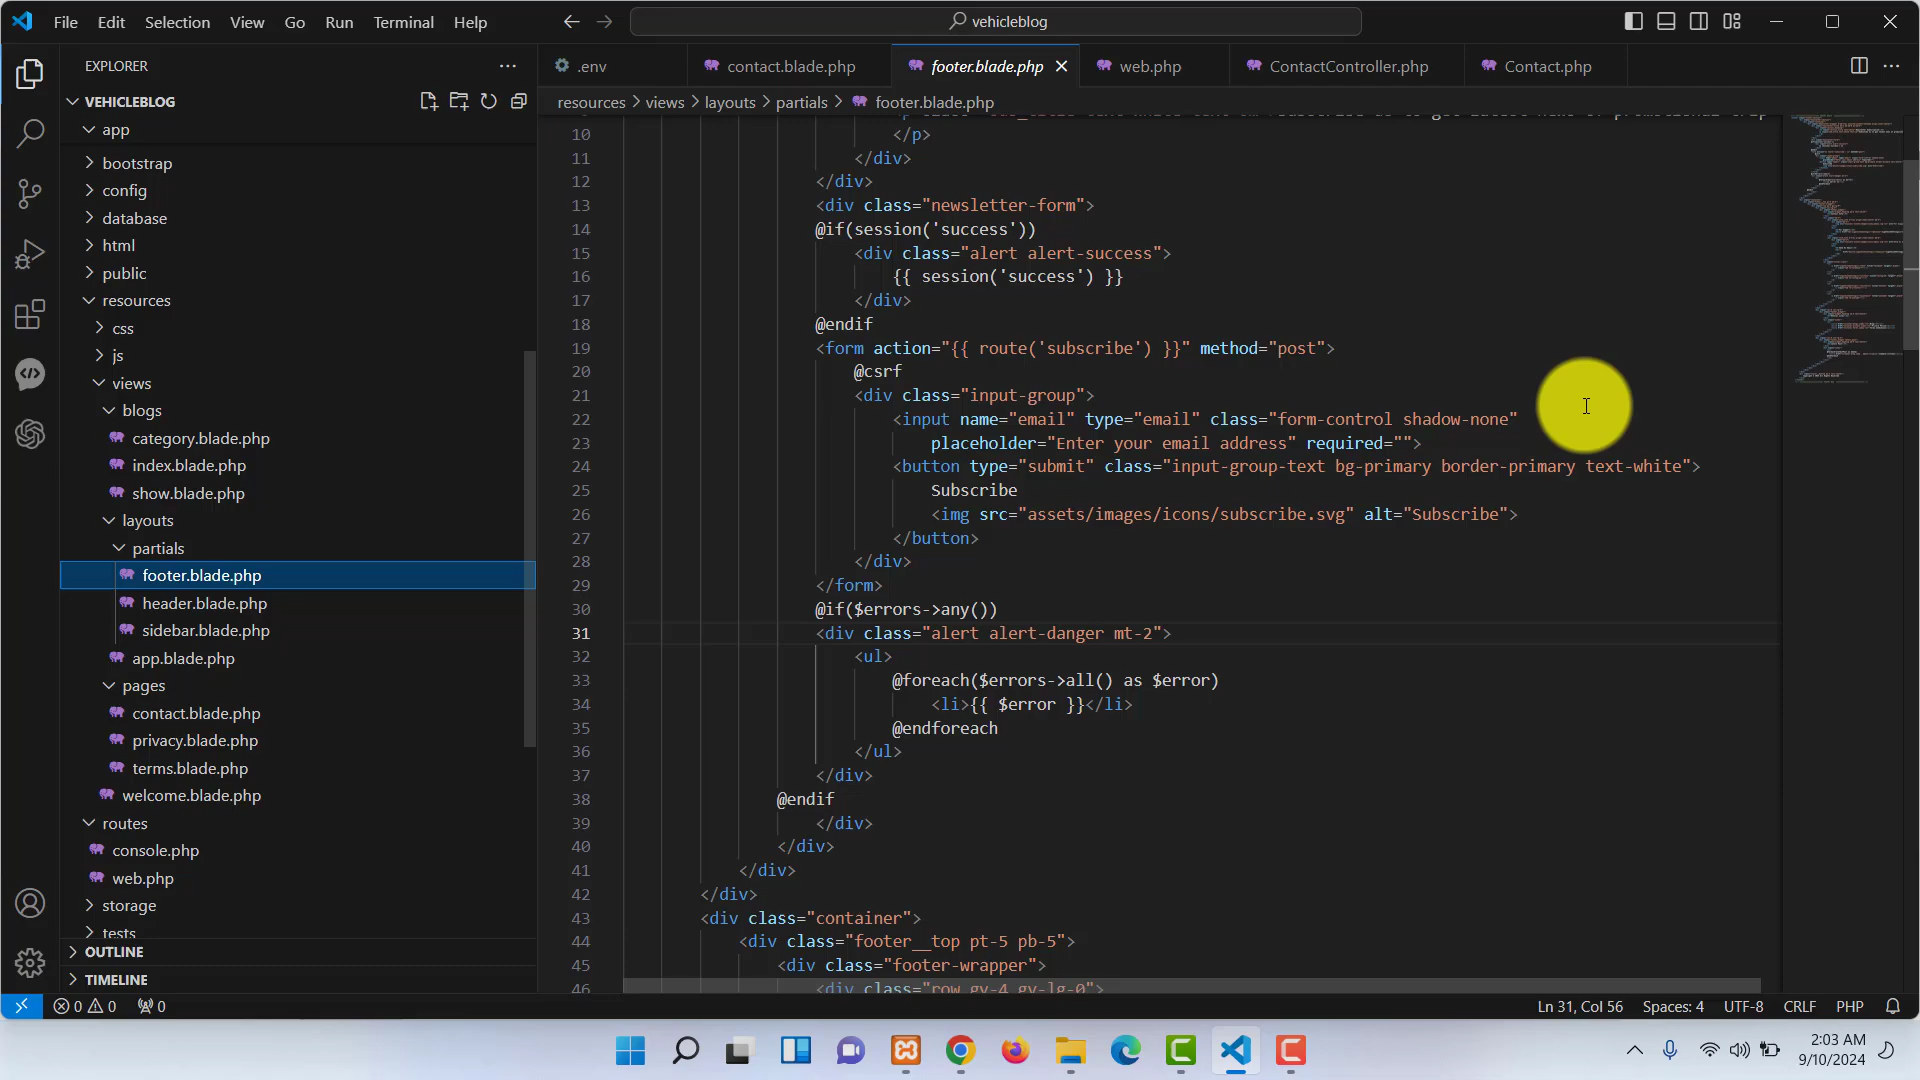 File Edit Selection View Go Run Terminal Help
vehicleblog
EXPLORER
VEHICLEBLOG
app
bootstrap
config
database
html
public
resources
css
js
views
blogs
category.blade.php
index.blade.php
show.blade.php
layouts
partials
footer.blade.php
header.blade.php
sidebar.blade.php
app.blade.php
pages
contact.blade.php
privacy.blade.php
terms.blade.php
welcome.blade.php
routes
console.php
web.php
storage
tests
OUTLINE
TIMELINE
.env contact.blade.php footer.blade.php web.php ContactController.php Contact.php
resources > views > layouts > partials > footer.blade.php
10 </p>
11 </div>
12 </div>
13 <div class="newsletter-form">
14 @if(session('success'))
15 <div class="alert alert-success">
16 {{ session('success') }}
17 </div>
18 @endif
19 <form action="{{ route('subscribe') }}" method="post">
20 @csrf
21 <div class="input-group">
22 <input name="email" type="email" class="form-control shadow-none"
23 placeholder="Enter your email address" required="">
24 <button type="submit" class="input-group-text bg-primary border-primary text-white">
25 Subscribe
26 <img src="assets/images/icons/subscribe.svg" alt="Subscribe">
27 </button>
28 </div>
29 </form>
30 @if($errors->any())
31 <div class="alert alert-danger mt-2">
32 <ul>
33 @foreach($errors->all() as $error)
34 <li>{{ $error }}</li>
35 @endforeach
36 </ul>
37 </div>
38 @endif
39 </div>
40 </div>
41 </div>
42 </div>
43 <div class="container">
44 <div class="footer__top pt-5 pb-5">
45 <div class="footer-wrapper">
46 <div class="row gy-4 gy-lg-0">
0 0 0
Ln 31, Col 56 Spaces: 4 UTF-8 CRLF PHP
2:03 AM
9/10/2024